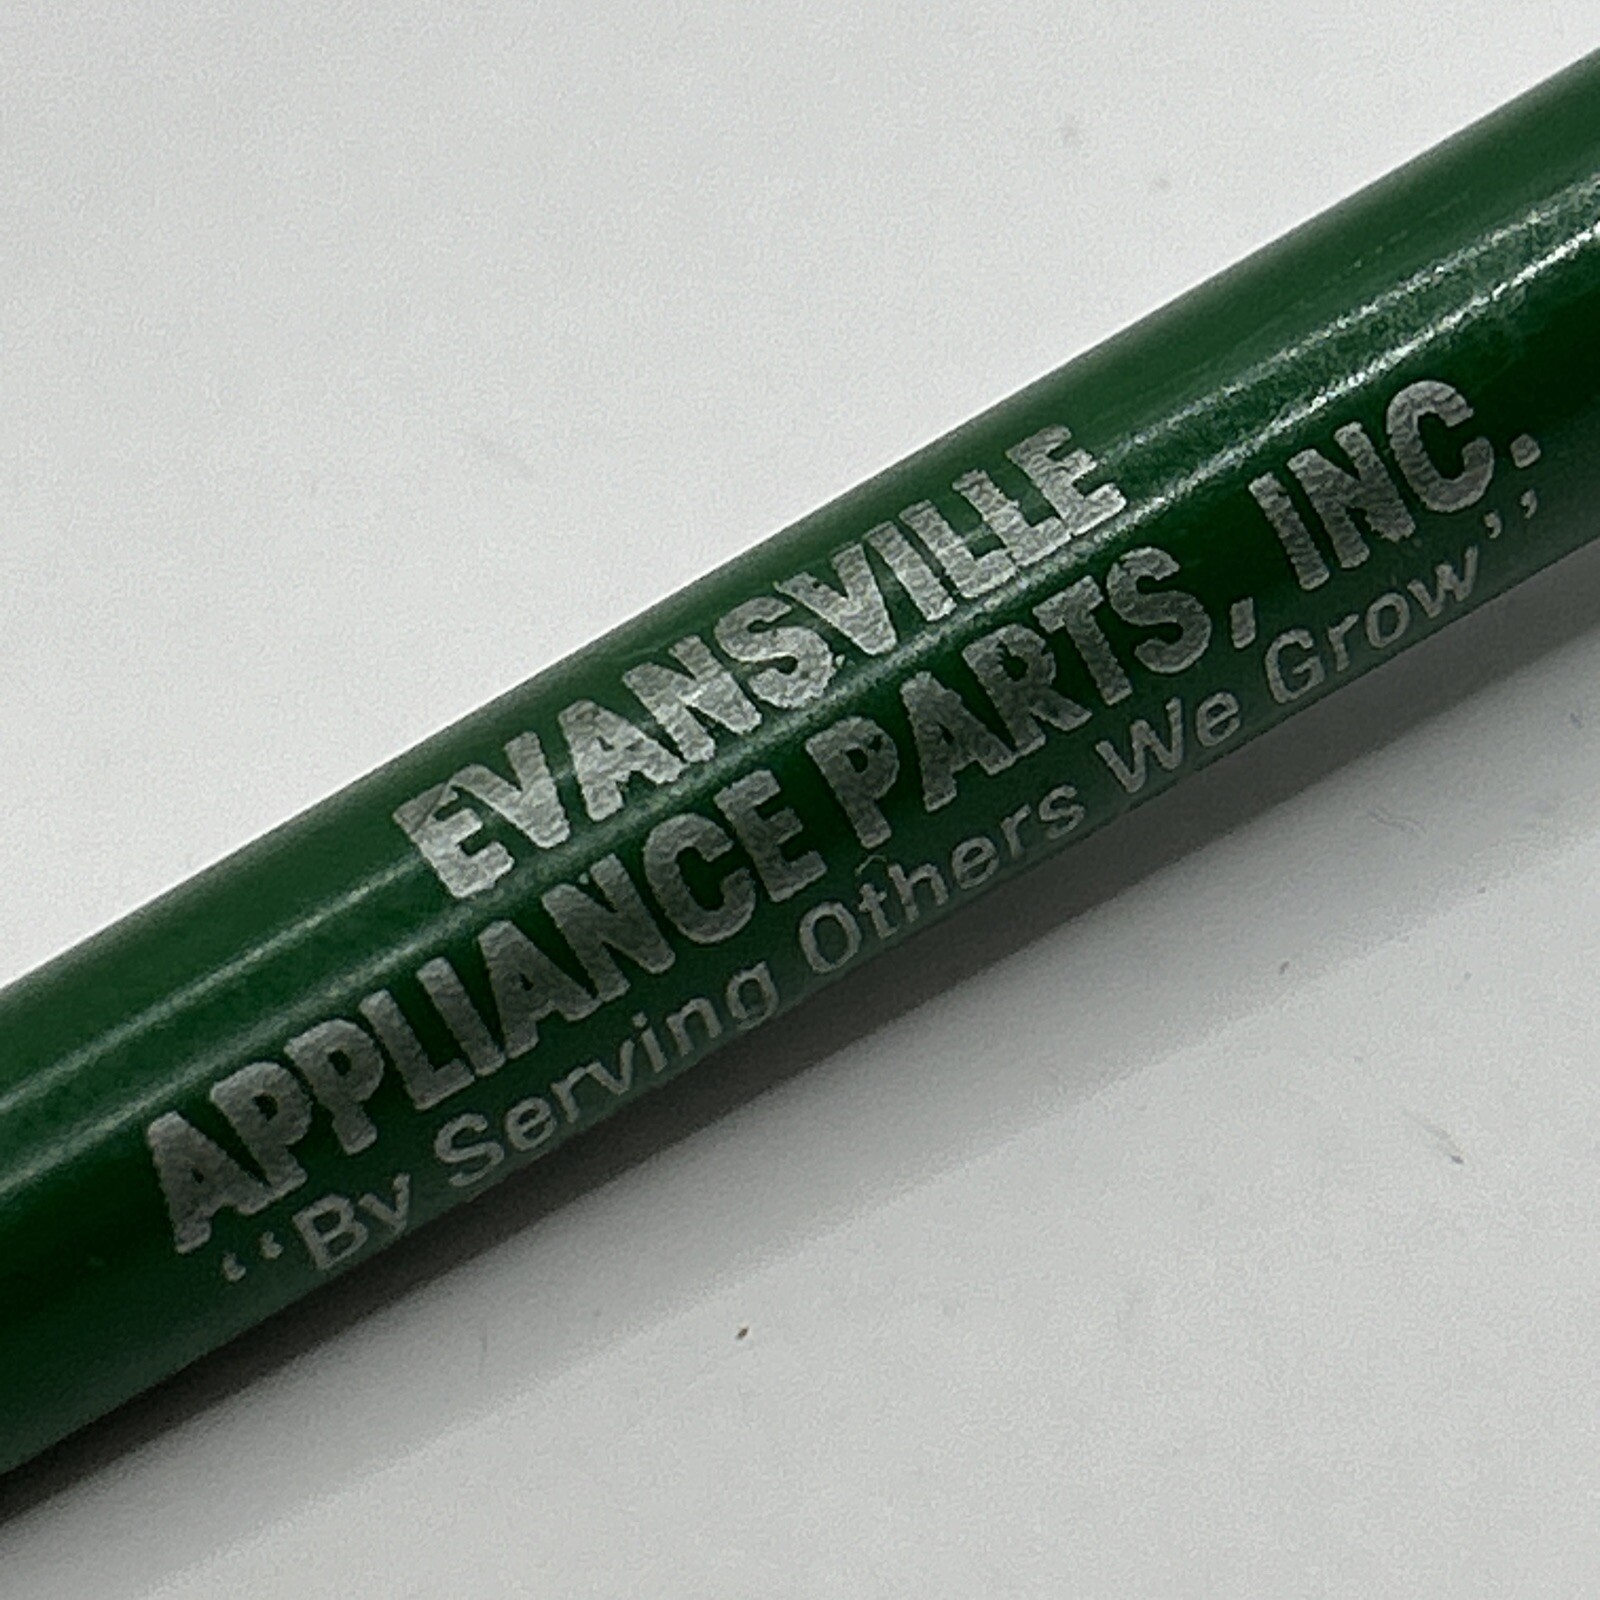 EVANSVILLE
APPLIANCE PARTS, INC.
“By Serving Others We Grow”